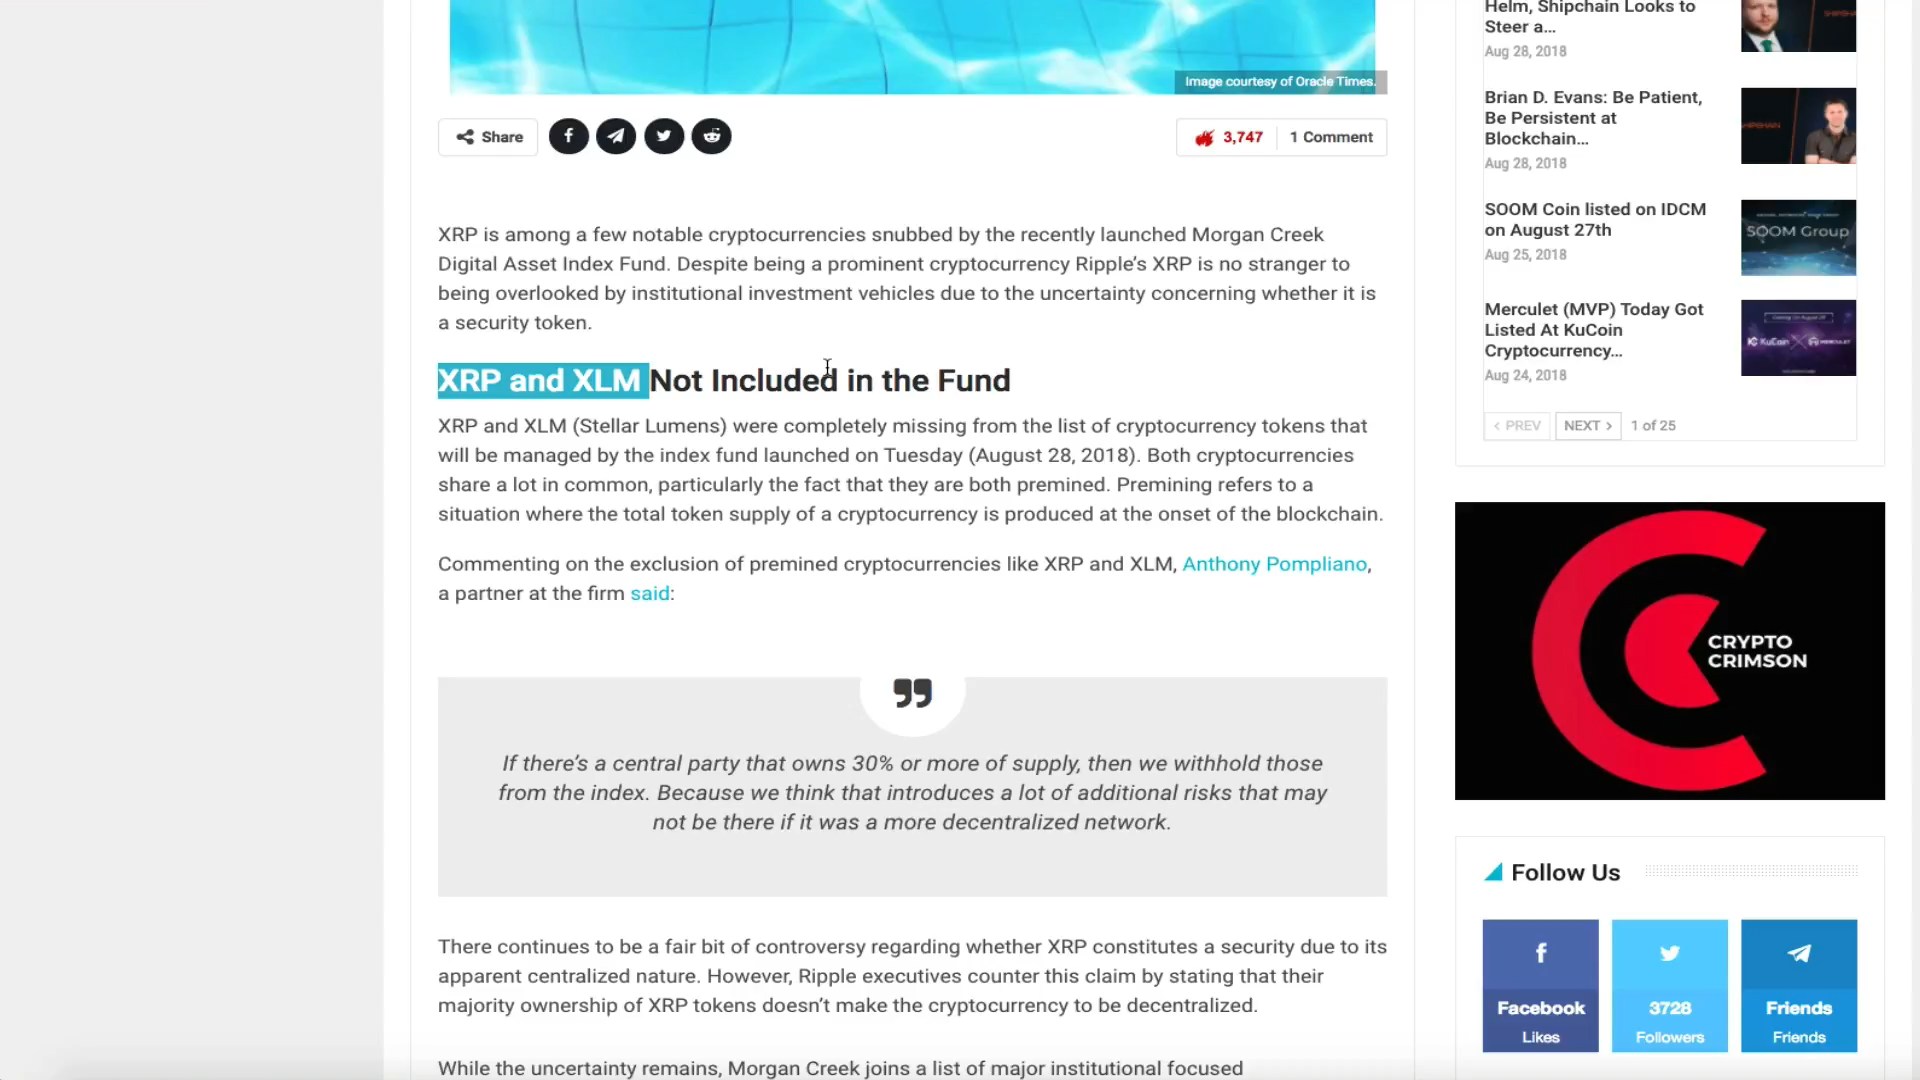 Image courtesy of Oracle Times.
Share
3,747
1 Comment
XRP is among a few notable cryptocurrencies snubbed by the recently launched Morgan Creek
Digital Asset Index Fund. Despite being a prominent cryptocurrency Ripple’s XRP is no stranger to
being overlooked by institutional investment vehicles due to the uncertainty concerning whether it is
a security token.
XRP and XLM Not Included in the Fund
XRP and XLM (Stellar Lumens) were completely missing from the list of cryptocurrency tokens that
will be managed by the index fund launched on Tuesday (August 28, 2018). Both cryptocurrencies
share a lot in common, particularly the fact that they are both premined. Premining refers to a
situation where the total token supply of a cryptocurrency is produced at the onset of the blockchain.
Commenting on the exclusion of premined cryptocurrencies like XRP and XLM, Anthony Pompliano,
a partner at the firm said:
If there’s a central party that owns 30% or more of supply, then we withhold those
from the index. Because we think that introduces a lot of additional risks that may
not be there if it was a more decentralized network.
There continues to be a fair bit of controversy regarding whether XRP constitutes a security due to its
apparent centralized nature. However, Ripple executives counter this claim by stating that their
majority ownership of XRP tokens doesn’t make the cryptocurrency to be decentralized.
While the uncertainty remains, Morgan Creek joins a list of major institutional focused
Helm, Shipchain Looks to
Steer a...
Aug 28, 2018
Brian D. Evans: Be Patient,
Be Persistent at
Blockchain...
Aug 28, 2018
SOOM Coin listed on IDCM
on August 27th
Aug 25, 2018
SOOM Group
Merculet (MVP) Today Got
Listed At KuCoin
Cryptocurrency...
Aug 24, 2018
KuCoin
MERCULET
PREV
NEXT
1 of 25
CRYPTO
CRIMSON
Follow Us
Facebook
Likes
3728
Followers
Friends
Friends